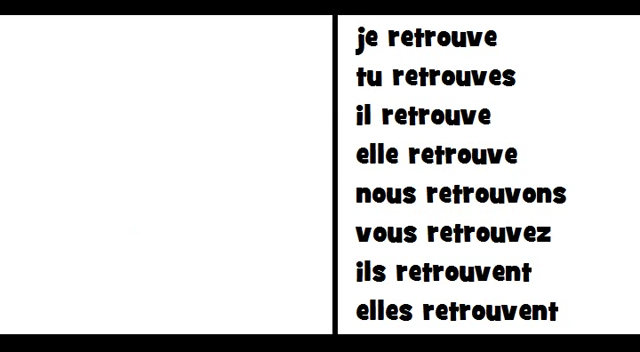 je retrouve
tu retrouves
il retrouve
elle retrouve
nous retrouvons
vous retrouvez
ils retrouvent
elles retrouvent